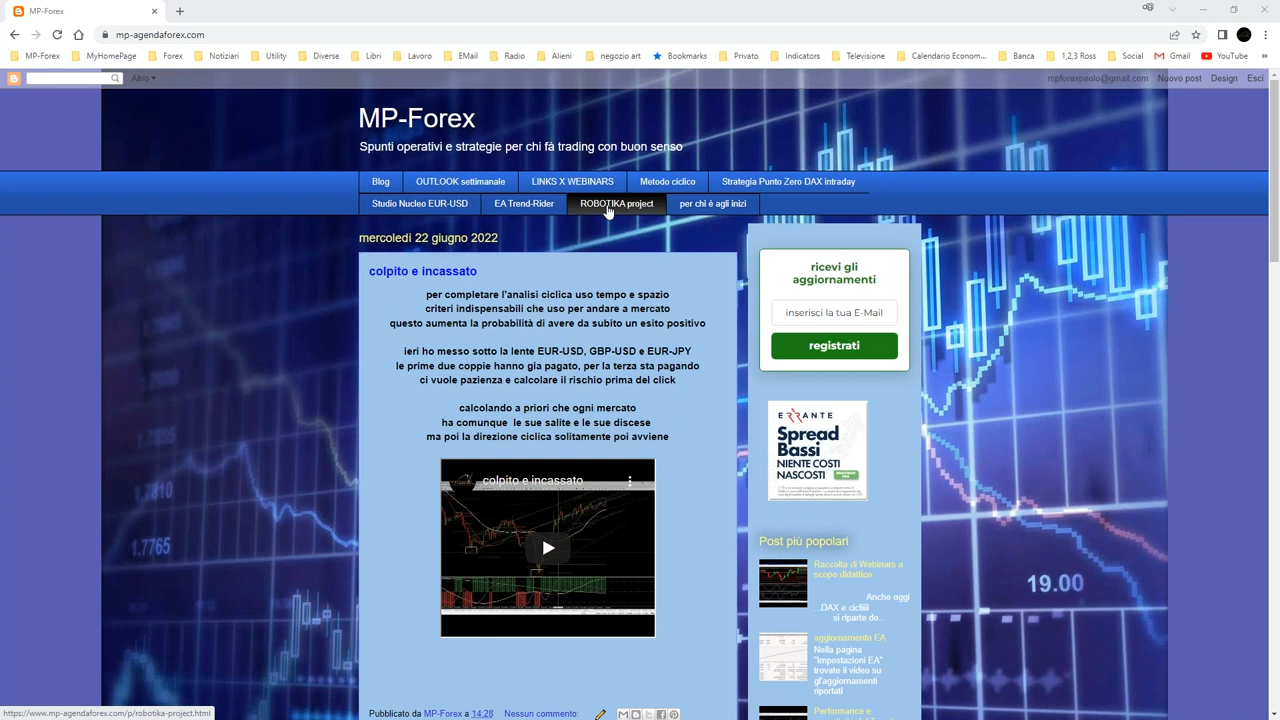 MP-Forex
mp-agendaforex.com
MP-Forex
MyHomePage
Forex
Notiziari
Utility
Diverse
Libri
Lavoro
EMail
Radio
Alieni
negozio art
Bookmarks
Privato
Indicators
Televisione
Calendario Econom...
Banca
1,2,3 Ross
Social
Gmail
YouTube
»
Altro
mpforexpaolo@gmail.com
Nuovo post
Design
Esci
MP-Forex
Spunti operativi e strategie per chi fà trading con buon senso
Blog
OUTLOOK settimanale
LINKS X WEBINARS
Metodo ciclico
Strategia Punto Zero DAX intraday
Studio Nucleo EUR-USD
EA Trend-Rider
ROBOTIKA project
per chi è agli inizi
mercoledì 22 giugno 2022
colpito e incassato
per completare l'analisi ciclica uso tempo e spazio
criteri indispensabili che uso per andare a mercato
questo aumenta la probabilità di avere da subito un esito positivo
ieri ho messo sotto la lente EUR-USD, GBP-USD e EUR-JPY
le prime due coppie hanno gia pagato, per la terza sta pagando
ci vuole pazienza e calcolare il rischio prima del click
calcolando a priori che ogni mercato
ha comunque le sue salite e le sue discese
ma poi la direzione ciclica solitamente poi avviene
colpito e incassato
Pubblicato da MP-Forex a 14:28
Nessun commento:
ricevi gli
aggiornamenti
inserisci la tua E-Mail
registrati
ERRANTE
Spread
Bassi
NIENTE COSTI
NASCOSTI
Post più popolari
Raccolta di Webinars a
scopo didattico
Anche oggi
...DAX e cicliiiii
si riparte do...
aggiornamento EA
Nella pagina
"Impostazioni EA"
trovate il video su
gl'aggiornamenti
riportati
Performance e
1.7765
19.00
https://www.mp-agendaforex.com/p/robotika-project.html